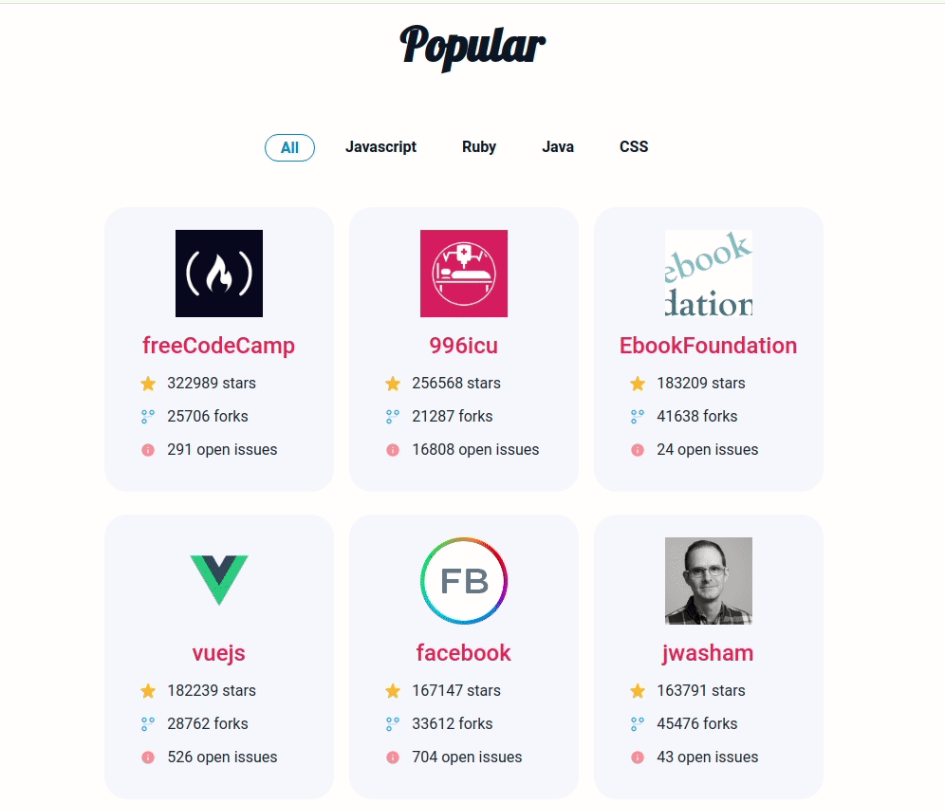 Popular
All Javascript Ruby Java CSS
ebook
dation
freeCodeCamp
322989 stars
25706 forks
291 open issues
996icu
256568 stars
21287 forks
16808 open issues
EbookFoundation
183209 stars
41638 forks
24 open issues
vuejs
182239 stars
28762 forks
526 open issues
FB
facebook
167147 stars
33612 forks
704 open issues
jwasham
163791 stars
45476 forks
43 open issues